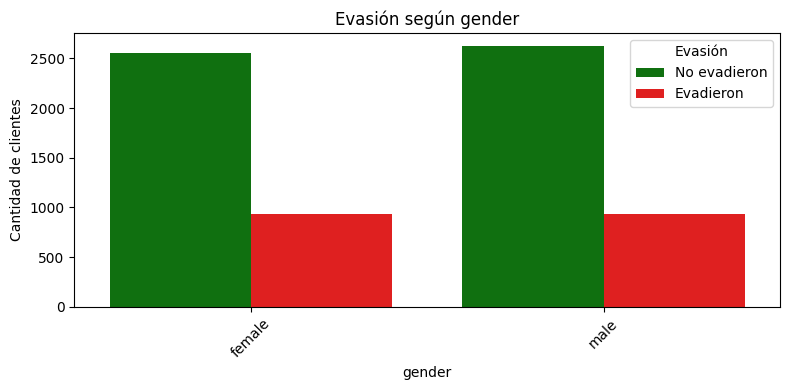 Evasión según gender
Evasión
No evadieron
Evadieron
Cantidad de clientes
2500
2000
1500
1000
500
0
female
male
gender